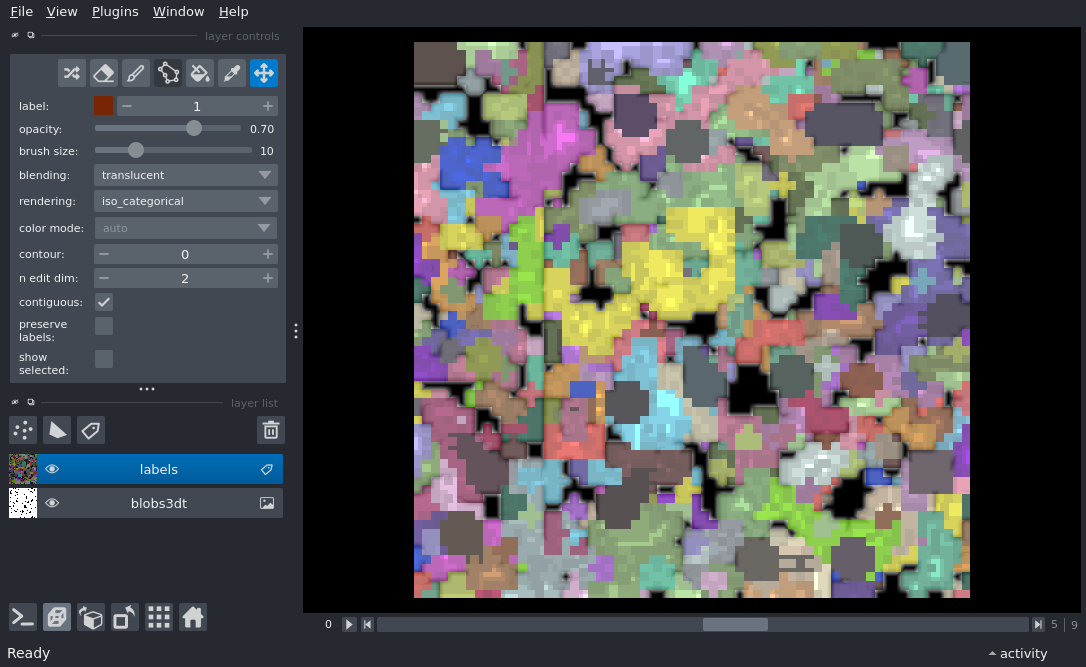 File View Plugins Window Help
layer controls
label: 1
opacity: 0.70
brush size: 10
blending: translucent
rendering: iso_categorical
color mode: auto
contour: 0
n edit dim: 2
contiguous:
preserve
labels:
show
selected:
layer list
labels
blobs3dt
0 5 | 9
Ready activity